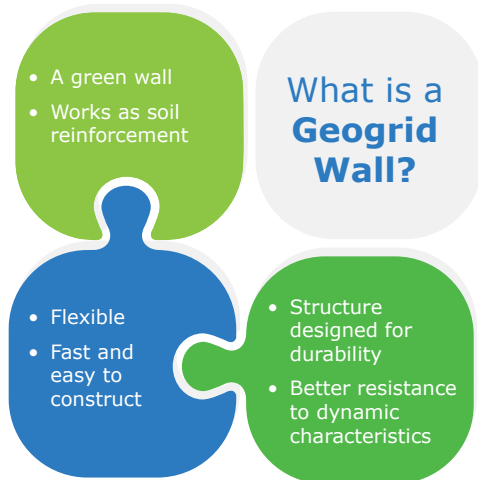 • A green wall
• Works as soil
reinforcement
What is a
Geogrid
Wall?
• Flexible
• Fast and
easy to
construct
• Structure
designed for
durability
• Better resistance
to dynamic
characteristics